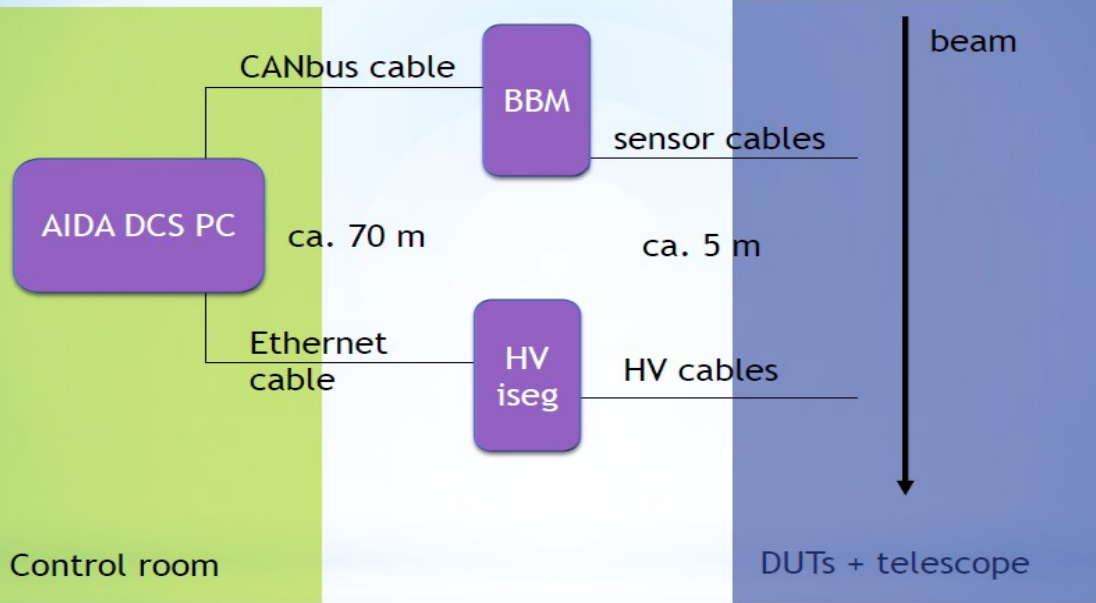 beam
CANbus cable
BBM
sensor cables
AIDA DCS PC
ca. 70 m
ca. 5 m
Ethernet
cable
HV
iseg
HV cables
Control room
DUTs + telescope